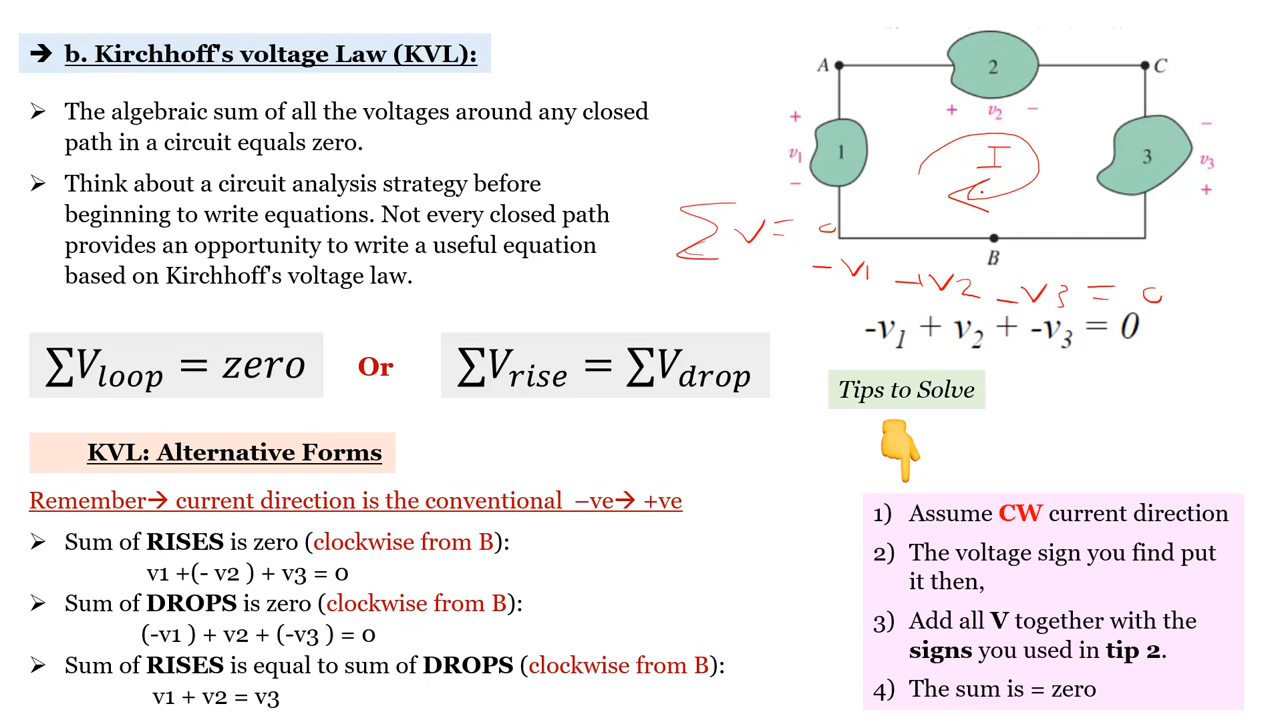 ➔ b. Kirchhoff's voltage Law (KVL):
➢ The algebraic sum of all the voltages around any closed
path in a circuit equals zero.
➢ Think about a circuit analysis strategy before
beginning to write equations. Not every closed path
provides an opportunity to write a useful equation
based on Kirchhoff's voltage law.
∑V_loop = zero
Or
∑V_rise = ∑V_drop
KVL: Alternative Forms
Remember➔ current direction is the conventional –ve➔ +ve
➢ Sum of RISES is zero (clockwise from B):
v1 +(- v2 ) + v3 = 0
➢ Sum of DROPS is zero (clockwise from B):
(-v1 ) + v2 + (-v3 ) = 0
➢ Sum of RISES is equal to sum of DROPS (clockwise from B):
v1 + v2 = v3
A
2
C
+ v2 −
+
v1
−
1
I
3
−
v3
+
B
∑ V = 0
-V1 +V2 -V3 = 0
-v1 + v2 + -v3 = 0
Tips to Solve
1) Assume CW current direction
2) The voltage sign you find put
it then,
3) Add all V together with the
signs you used in tip 2.
4) The sum is = zero